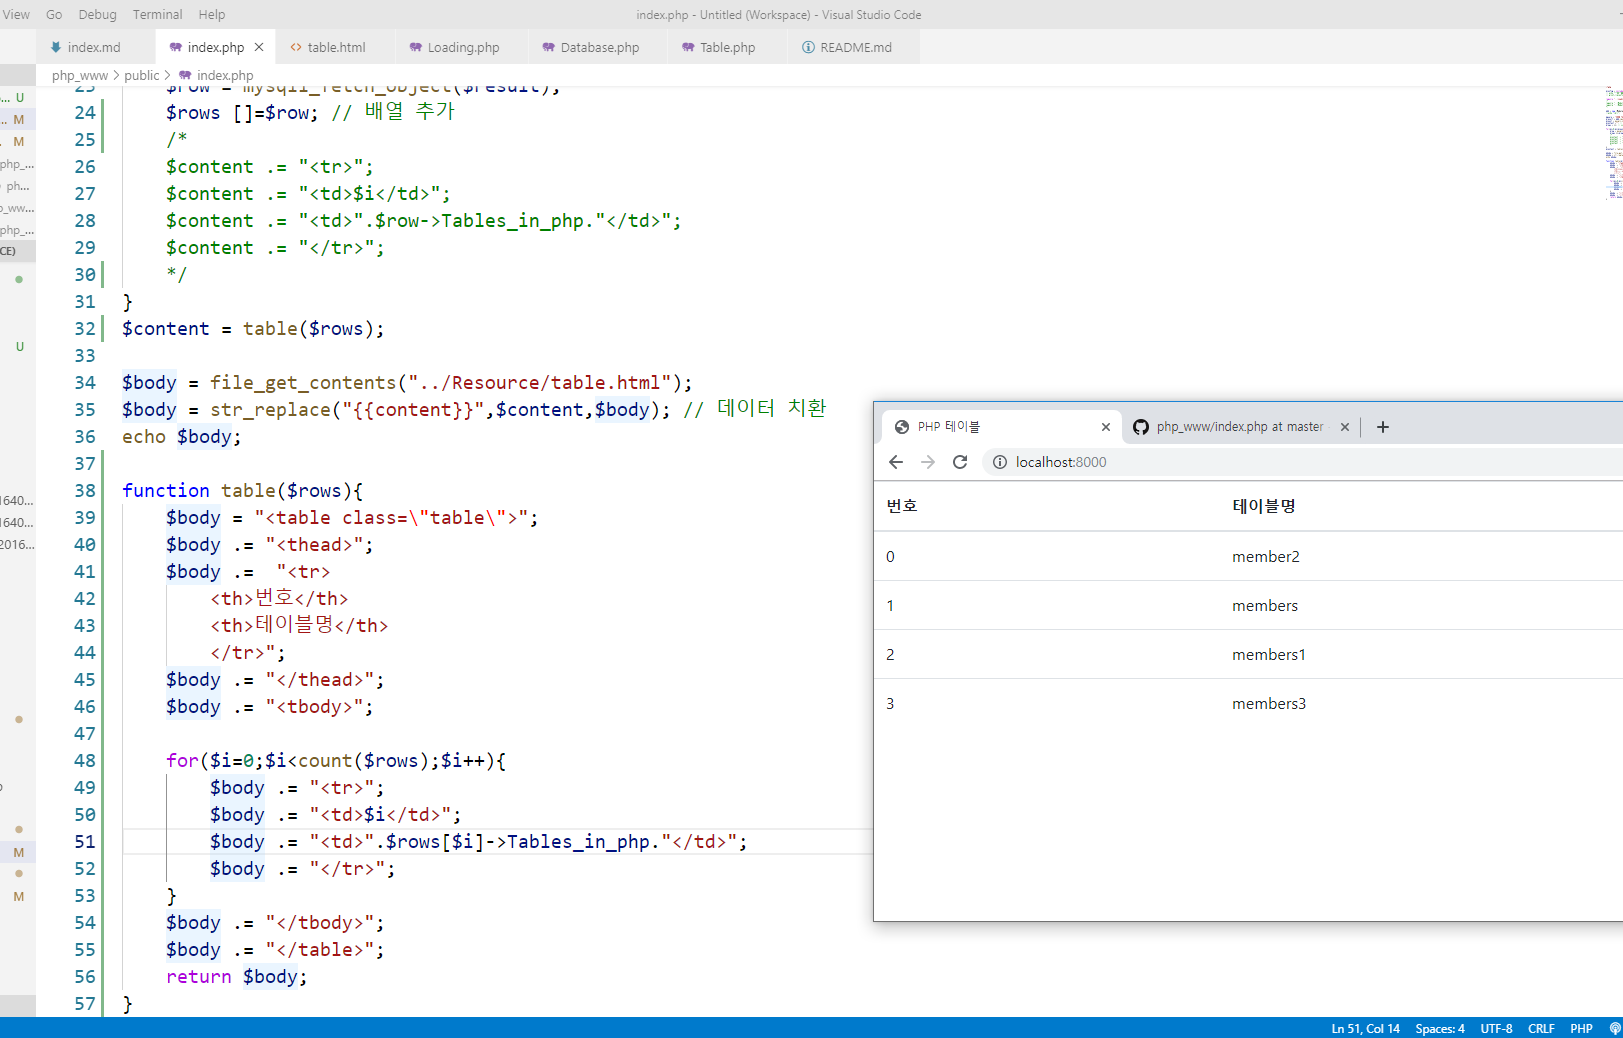 View Go Debug Terminal Help
index.php - Untitled (Workspace) - Visual Studio Code
index.md index.php table.html Loading.php Database.php Table.php README.md
php_www > public > index.php
23 $row = mysqli_fetch_object($result);
24 $rows []=$row; // 배열 추가
25 /*
26 $content .= "<tr>";
27 $content .= "<td>$i</td>";
28 $content .= "<td>".$row->Tables_in_php."</td>";
29 $content .= "</tr>";
30 */
31 }
32 $content = table($rows);
33
34 $body = file_get_contents("../Resource/table.html");
35 $body = str_replace("{{content}}",$content,$body); // 데이터 치환
36 echo $body;
37
38 function table($rows){
39 $body = "<table class=\"table\">";
40 $body .= "<thead>";
41 $body .=  "<tr>
42 <th>번호</th>
43 <th>테이블명</th>
44 </tr>";
45 $body .= "</thead>";
46 $body .= "<tbody>";
47
48 for($i=0;$i<count($rows);$i++){
49 $body .= "<tr>";
50 $body .= "<td>$i</td>";
51 $body .= "<td>".$rows[$i]->Tables_in_php."</td>";
52 $body .= "</tr>";
53 }
54 $body .= "</tbody>";
55 $body .= "</table>";
56 return $body;
57 }
... U
... M
. M
php_...
ph...
p_ww...
php_...
CE)
U
1640...
1640...
2016...
M
M
PHP 테이블
php_www/index.php at master
localhost:8000
번호 테이블명
0 member2
1 members
2 members1
3 members3
Ln 51, Col 14 Spaces: 4 UTF-8 CRLF PHP